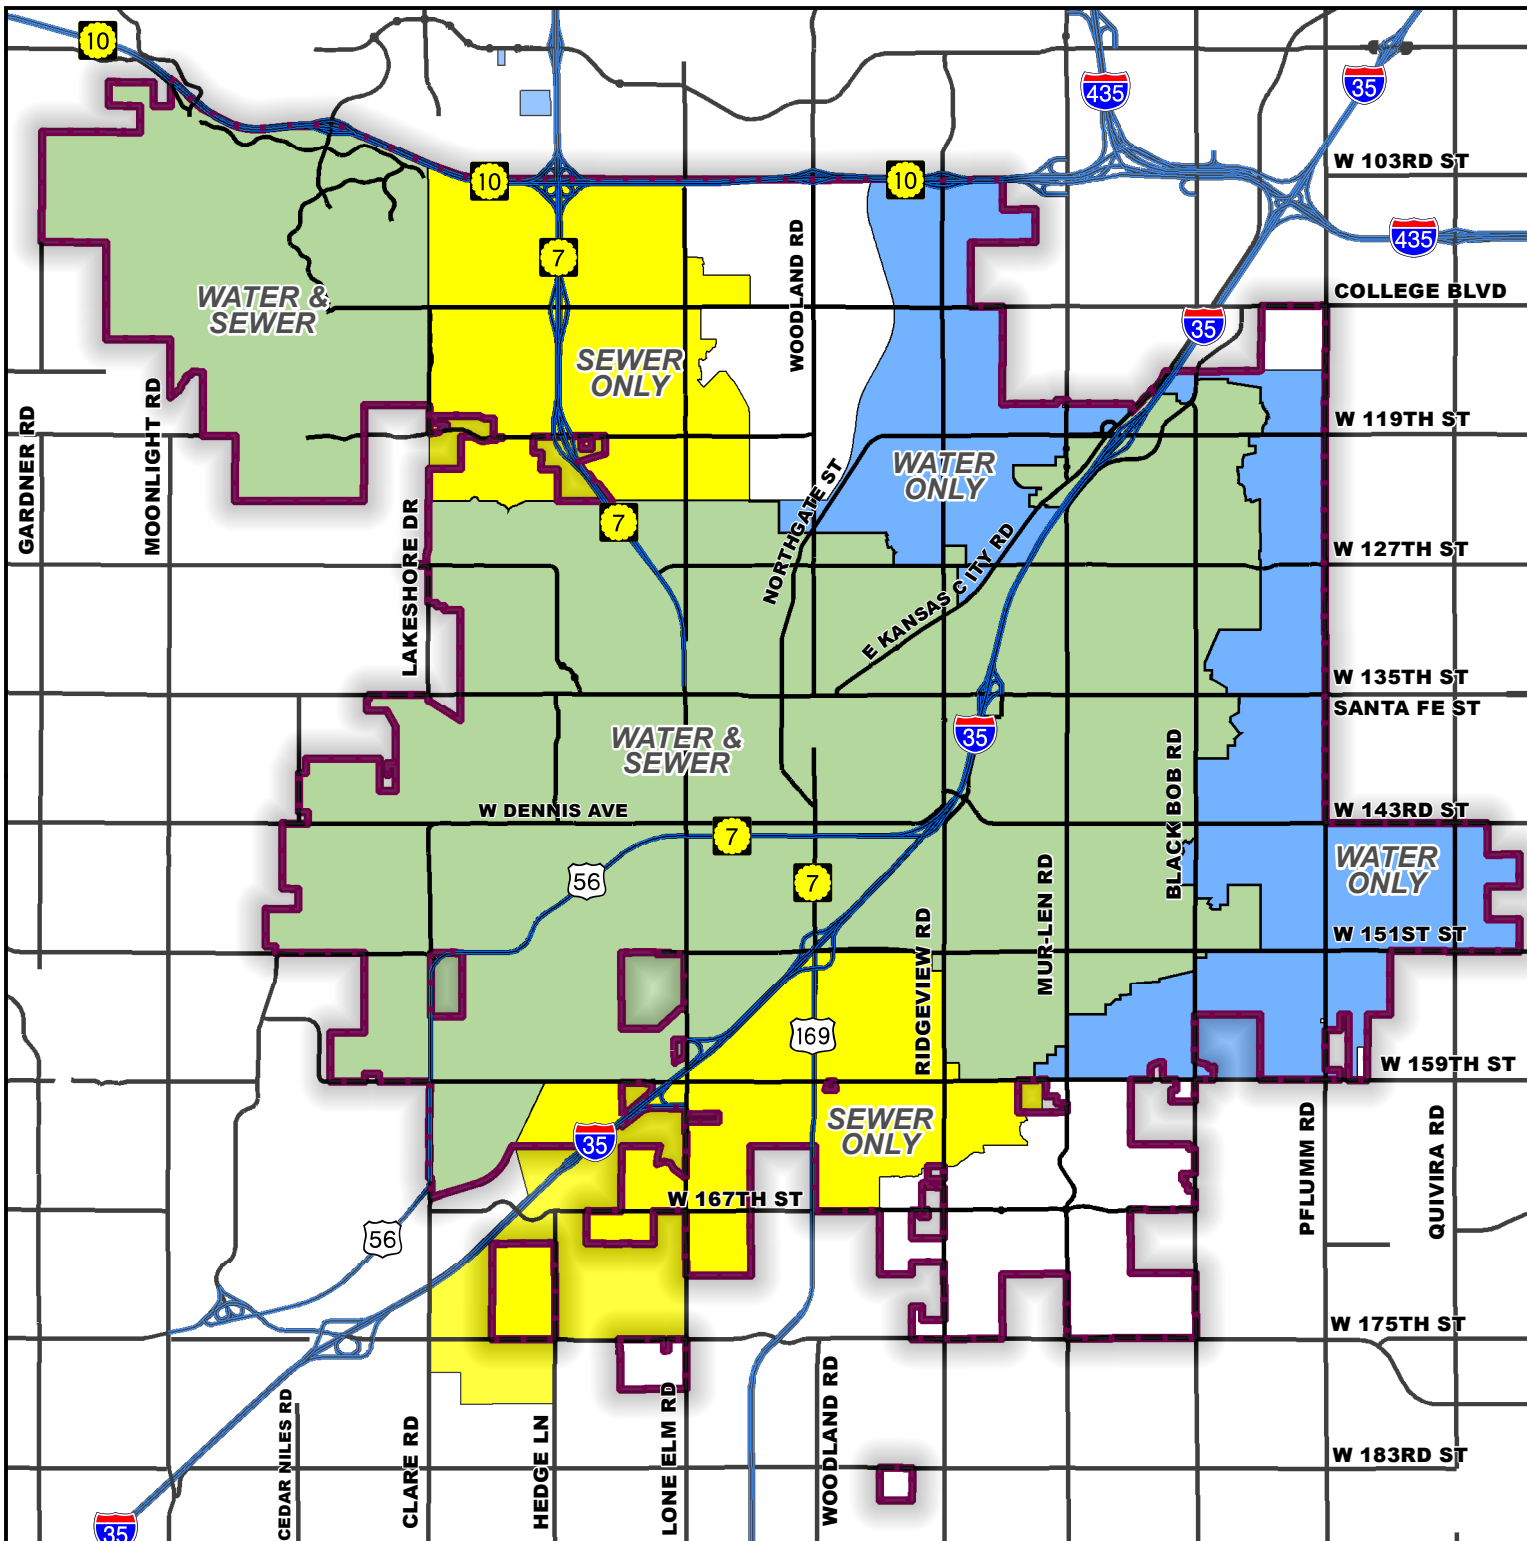 10
435
35
W 103RD ST
10
10
435
7
WOODLAND RD
WATER &
SEWER
COLLEGE BLVD
35
SEWER
ONLY
MOONLIGHT RD
GARDNER RD
W 119TH ST
WATER
ONLY
NORTHGATE ST
7
LAKESHORE DR
W 127TH ST
E KANSAS C ITY RD
W 135TH ST
SANTA FE ST
WATER &
SEWER
35
BLACK BOB RD
W DENNIS AVE
W 143RD ST
7
56
7
MUR-LEN RD
WATER
ONLY
RIDGEVIEW RD
W 151ST ST
169
W 159TH ST
SEWER
ONLY
35
PFLUMM RD
QUIVIRA RD
W 167TH ST
56
W 175TH ST
CEDAR NILES RD
CLARE RD
HEDGE LN
LONE ELM RD
WOODLAND RD
W 183RD ST
35